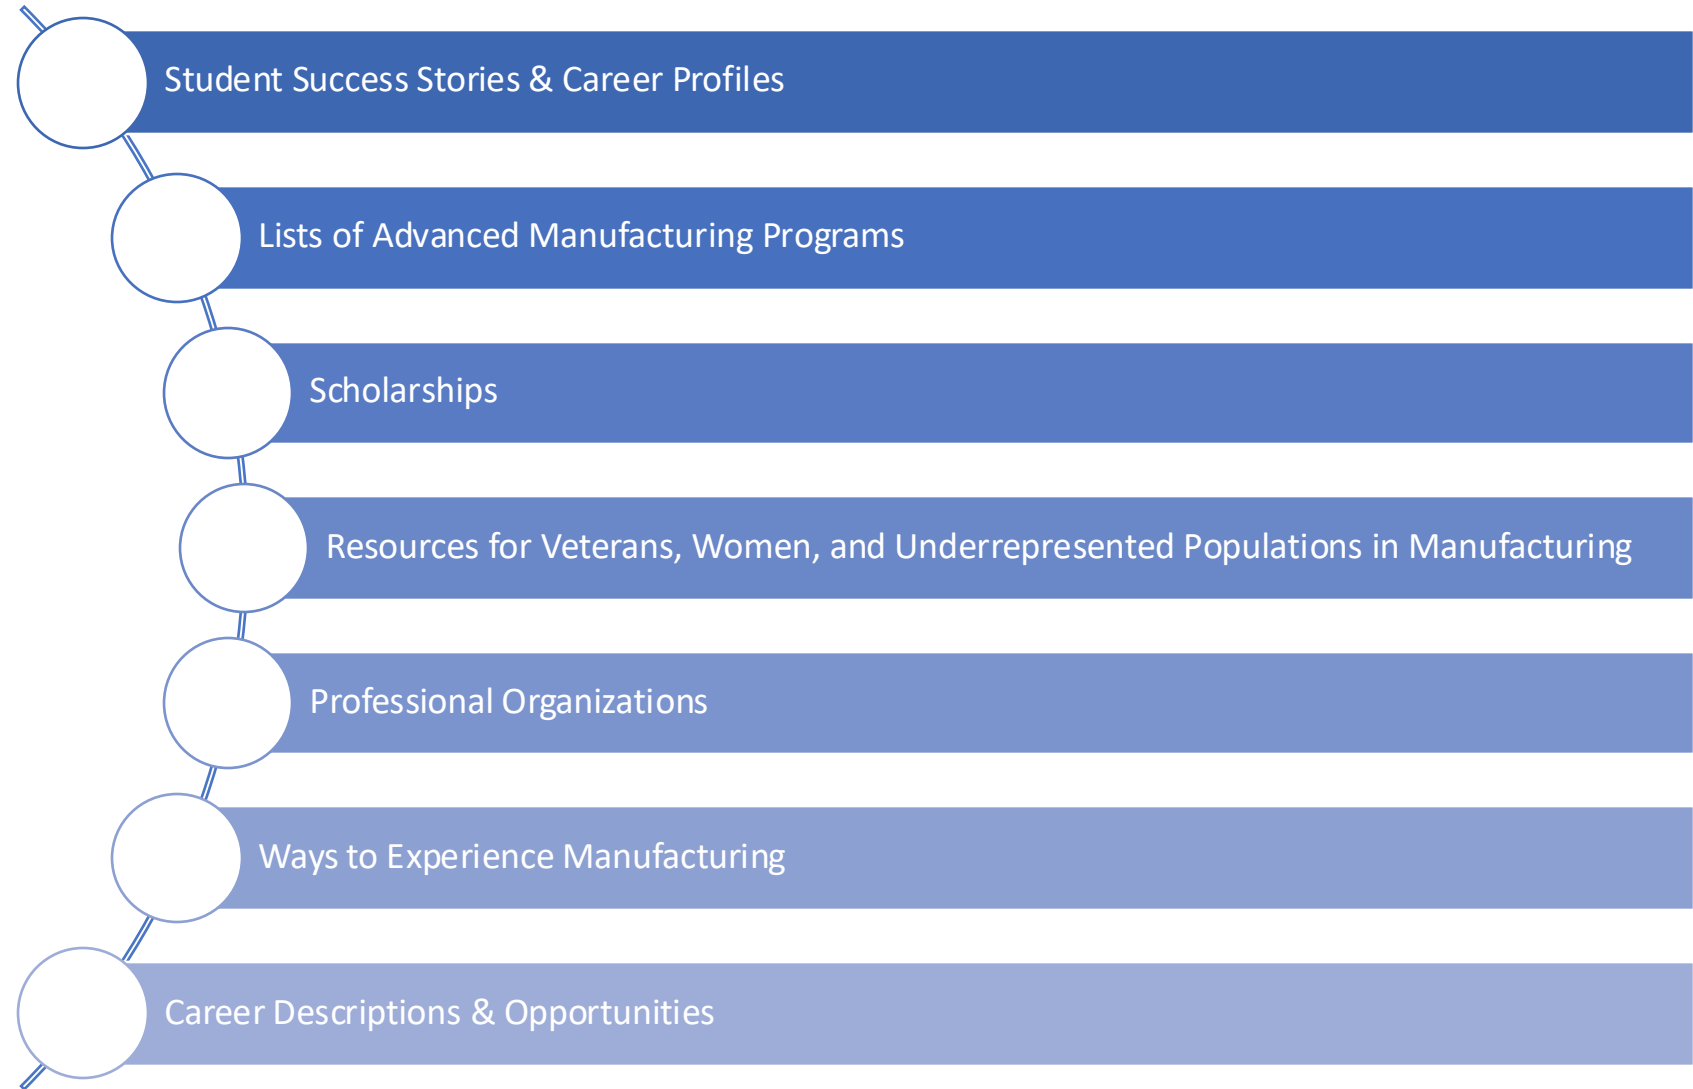 Student Success Stories & Career Profiles
Lists of Advanced Manufacturing Programs
Scholarships
Resources for Veterans, Women, and Underrepresented Populations in Manufacturing
Professional Organizations
Ways to Experience Manufacturing
Career Descriptions & Opportunities